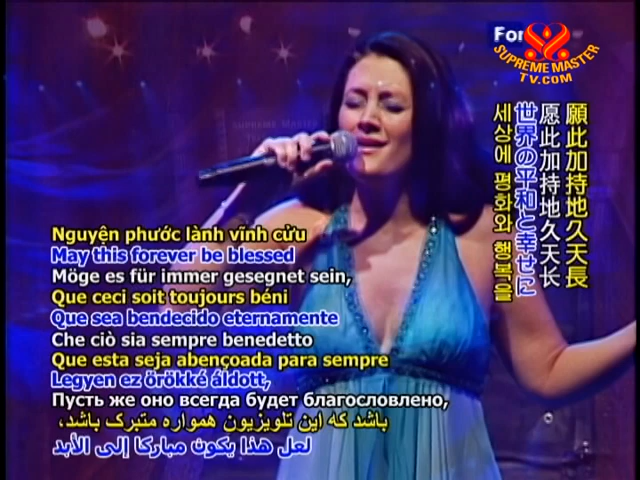 For
SUPREME MASTER
TV.COM
SUPREME MASTER
願此加持地久天長
愿此加持地久天长
世界の平和と幸せに
세상에 평화와 행복을
Nguyện phước lành vĩnh cửu
May this forever be blessed
Möge es für immer gesegnet sein,
Que ceci soit toujours béni
Que sea bendecido eternamente
Che ciò sia sempre benedetto
Que esta seja abençoada para sempre
Legyen ez örökké áldott,
Пусть же оно всегда будет благословлено,
باشد که این تلویزیون همواره متبرک باشد،
لعل هذا يكون مباركا إلى الأبد